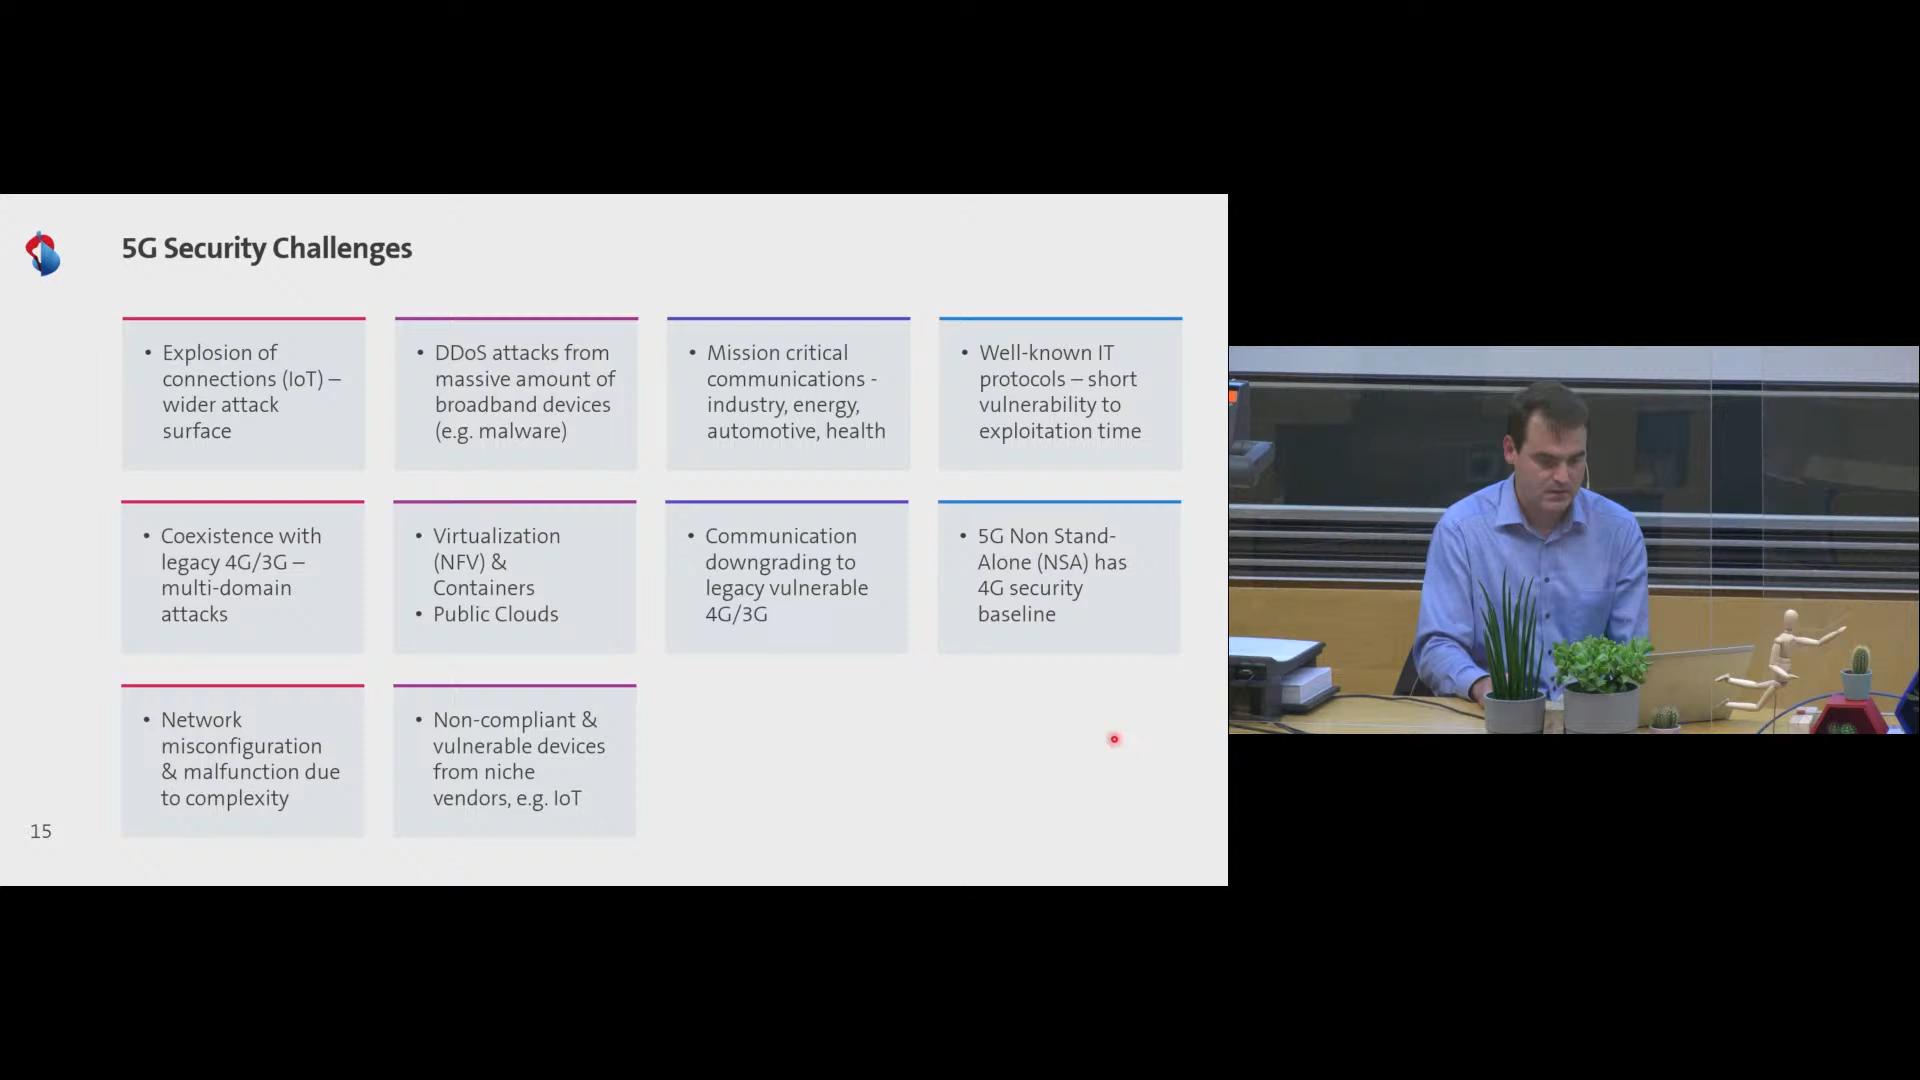 5G Security Challenges
• Explosion of
connections (IoT) –
wider attack
surface
• DDoS attacks from
massive amount of
broadband devices
(e.g. malware)
• Mission critical
communications -
industry, energy,
automotive, health
• Well-known IT
protocols – short
vulnerability to
exploitation time
• Coexistence with
legacy 4G/3G –
multi-domain
attacks
• Virtualization
(NFV) &
Containers
• Public Clouds
• Communication
downgrading to
legacy vulnerable
4G/3G
• 5G Non Stand-
Alone (NSA) has
4G security
baseline
• Network
misconfiguration
& malfunction due
to complexity
• Non-compliant &
vulnerable devices
from niche
vendors, e.g. IoT
15